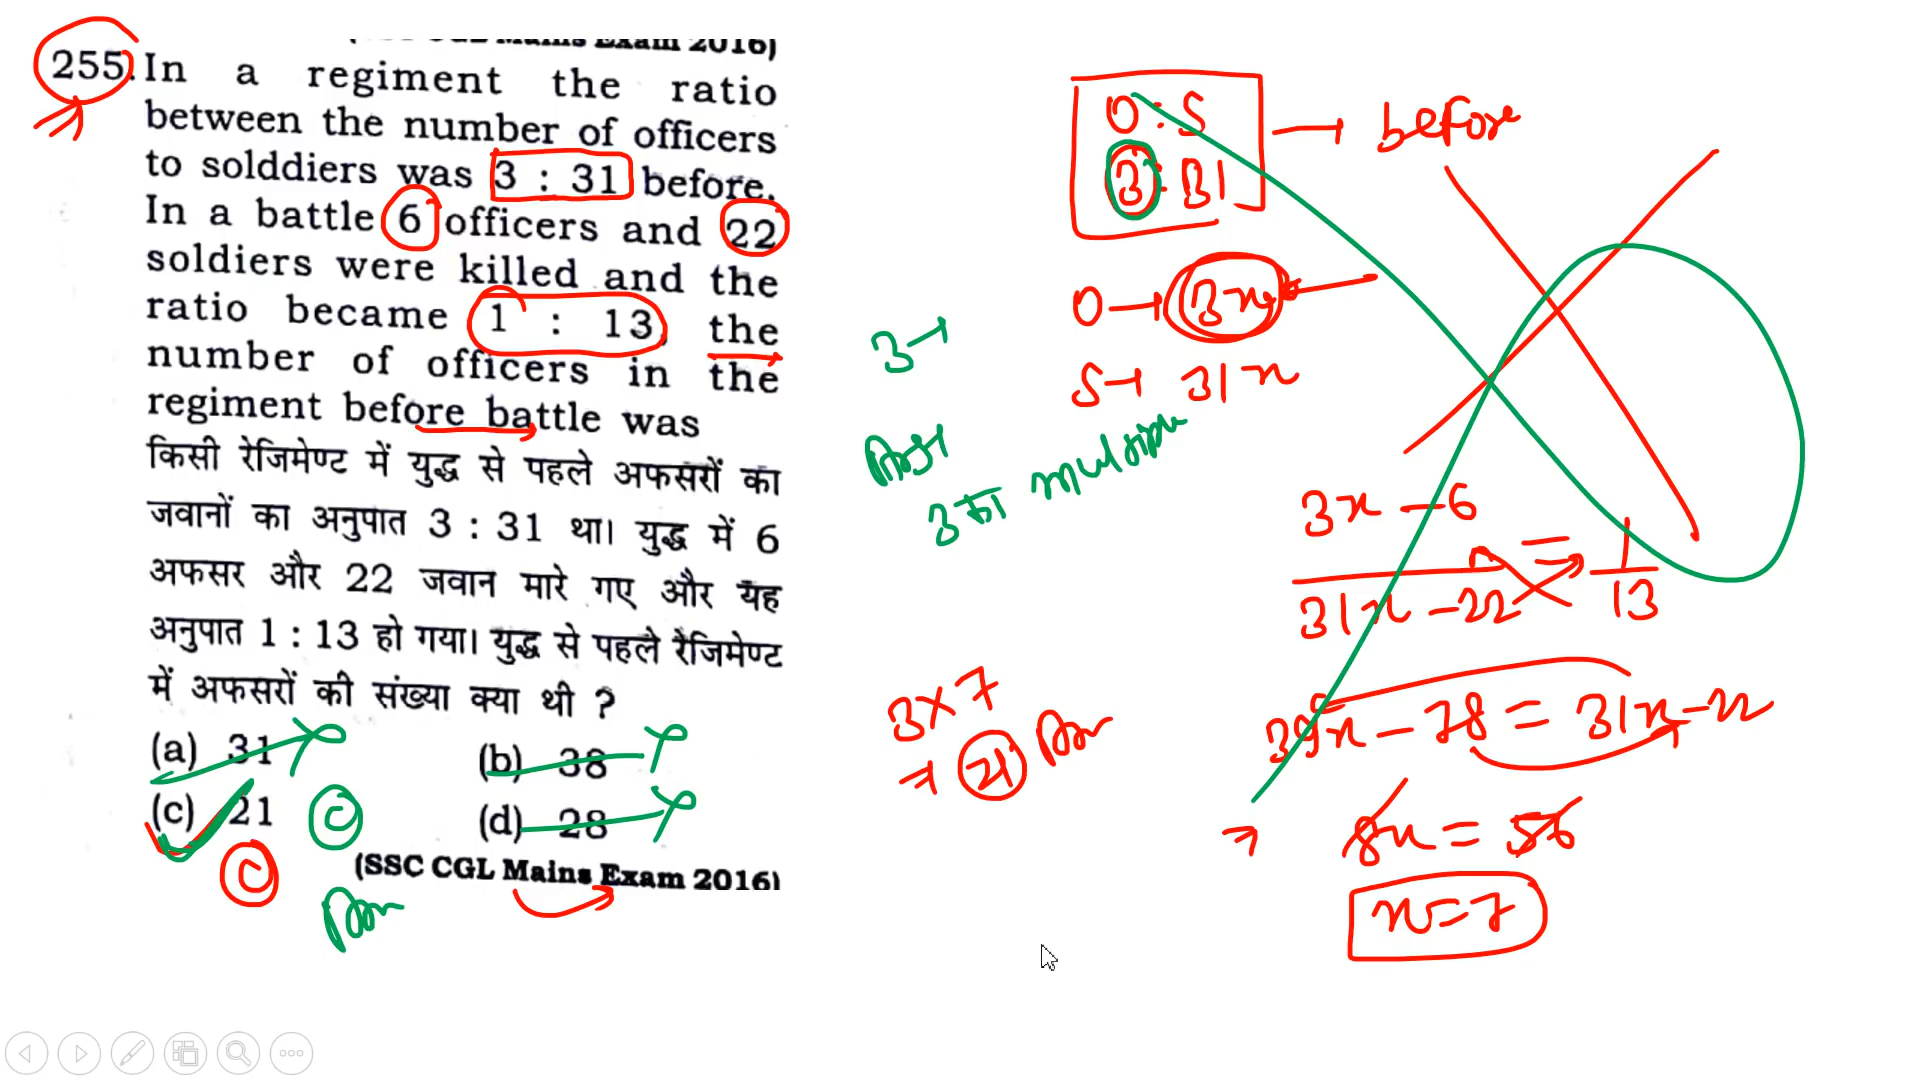 (SSC CGL Mains Exam 2016)
255. In a regiment the ratio
between the number of officers
to solddiers was 3 : 31 before.
In a battle 6 officers and 22
soldiers were killed and the
ratio became 1 : 13, the
number of officers in the
regiment before battle was
किसी रेजिमेण्ट में युद्ध से पहले अफसरों का
जवानों का अनुपात 3 : 31 था। युद्ध में 6
अफसर और 22 जवान मारे गए और यह
अनुपात 1 : 13 हो गया। युद्ध से पहले रेजिमेण्ट
में अफसरों की संख्या क्या थी ?
(a) 31 (b) 38
(c) 21 (d) 28
(SSC CGL Mains Exam 2016)
C
C
O : S
3 : 31
before
O → 3x
S → 31x
3 →
3 का multiple
3x - 6
31x - 22
= 1
13
39x - 78 = 31x - 22
8x = 56
x = 7
3 x 7
21